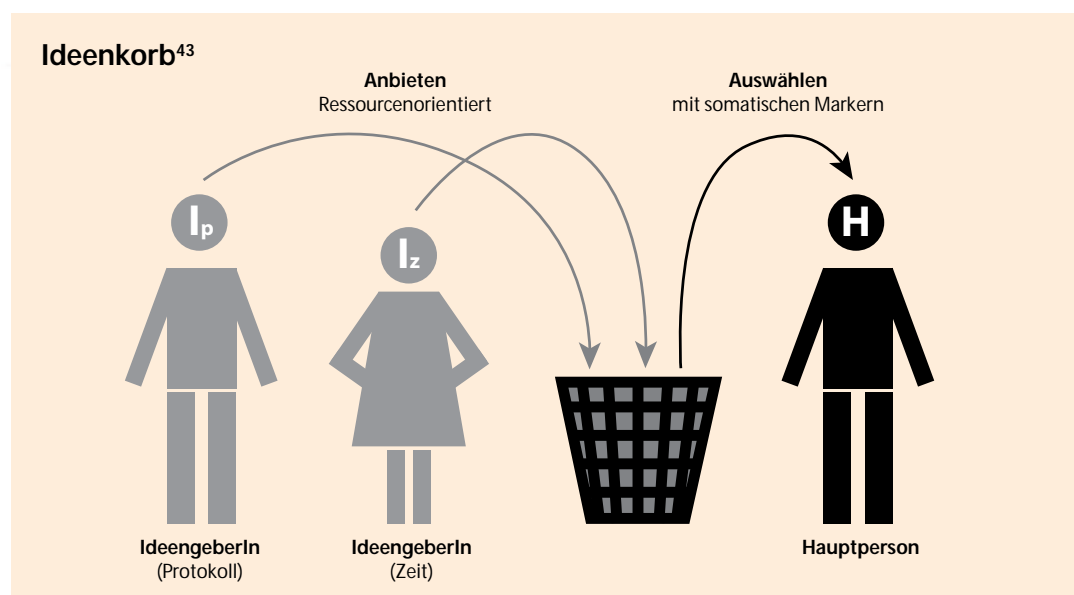 Ideenkorb43
Anbieten
Ressourcenorientiert
Auswählen
mit somatischen Markern
Ip
Iz
H
IdeengeberIn
(Protokoll)
IdeengeberIn
(Zeit)
Hauptperson